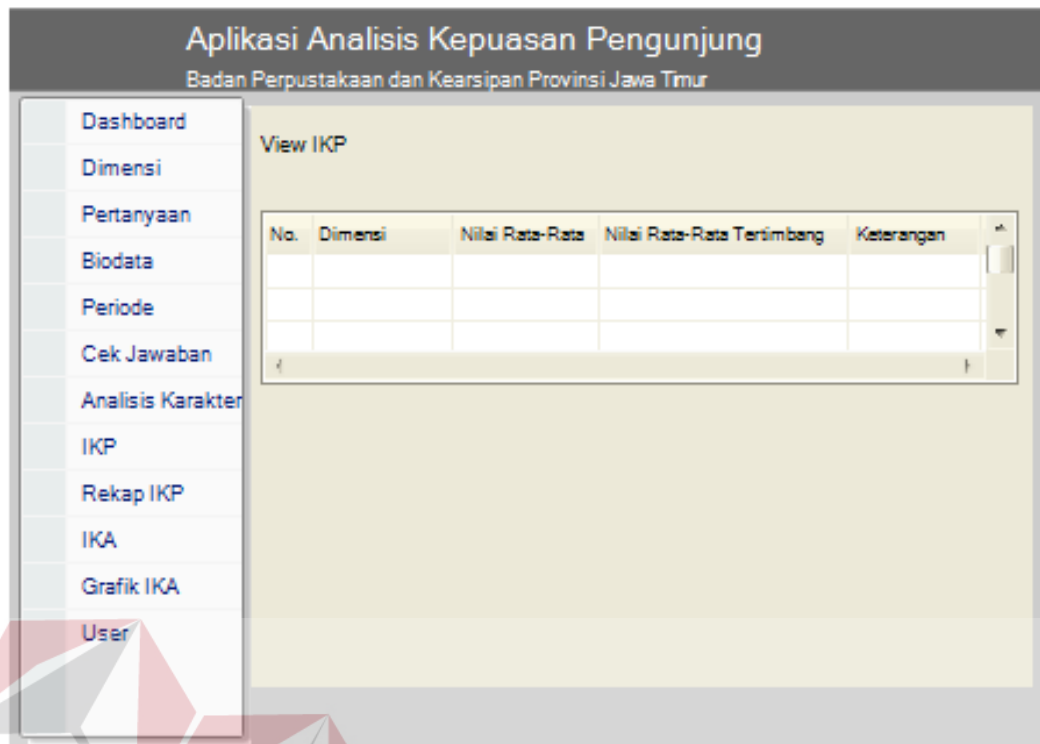 Aplikasi Analisis Kepuasan Pengunjung
Badan Perpustakaan dan Kearsipan Provinsi Jawa Timur
Dashboard
Dimensi
Pertanyaan
Biodata
Periode
Cek Jawaban
Analisis Karakter
IKP
Rekap IKP
IKA
Grafik IKA
User
View IKP
No. Dimensi Nilai Rata-Rata Nilai Rata-Rata Tertimbang Keterangan